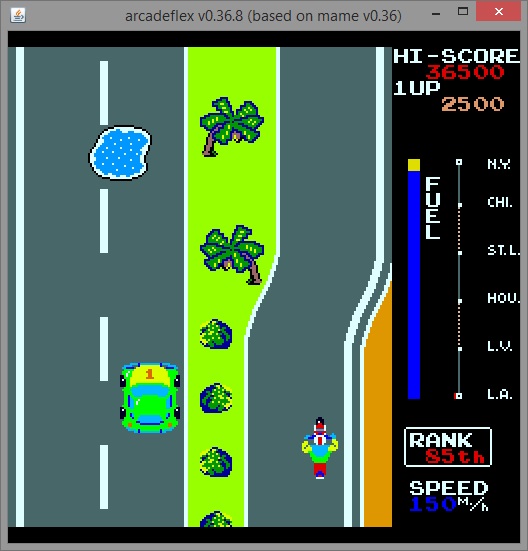 arcadeflex v0.36.8 (based on mame v0.36)
HI-SCORE
36500
1UP
2500
FUEL
N.Y.
CHI.
ST.L.
HOU.
L.V.
L.A.
1
RANK
85th
SPEED
150M/h